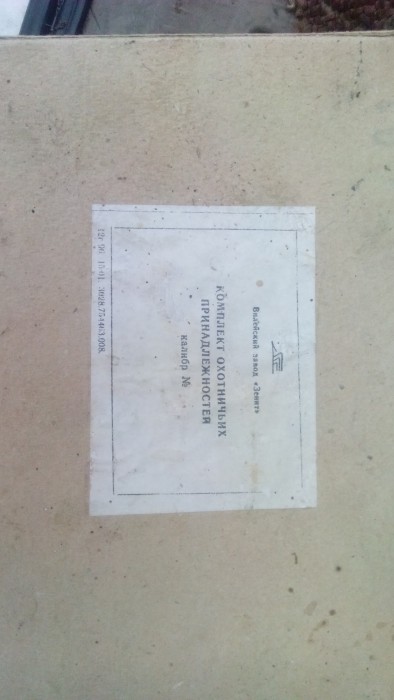 Вилейский завод «Зенит»
КОМПЛЕКТ ОХОТНИЧЬИХ
ПРИНАДЛЕЖНОСТЕЙ
калибр №